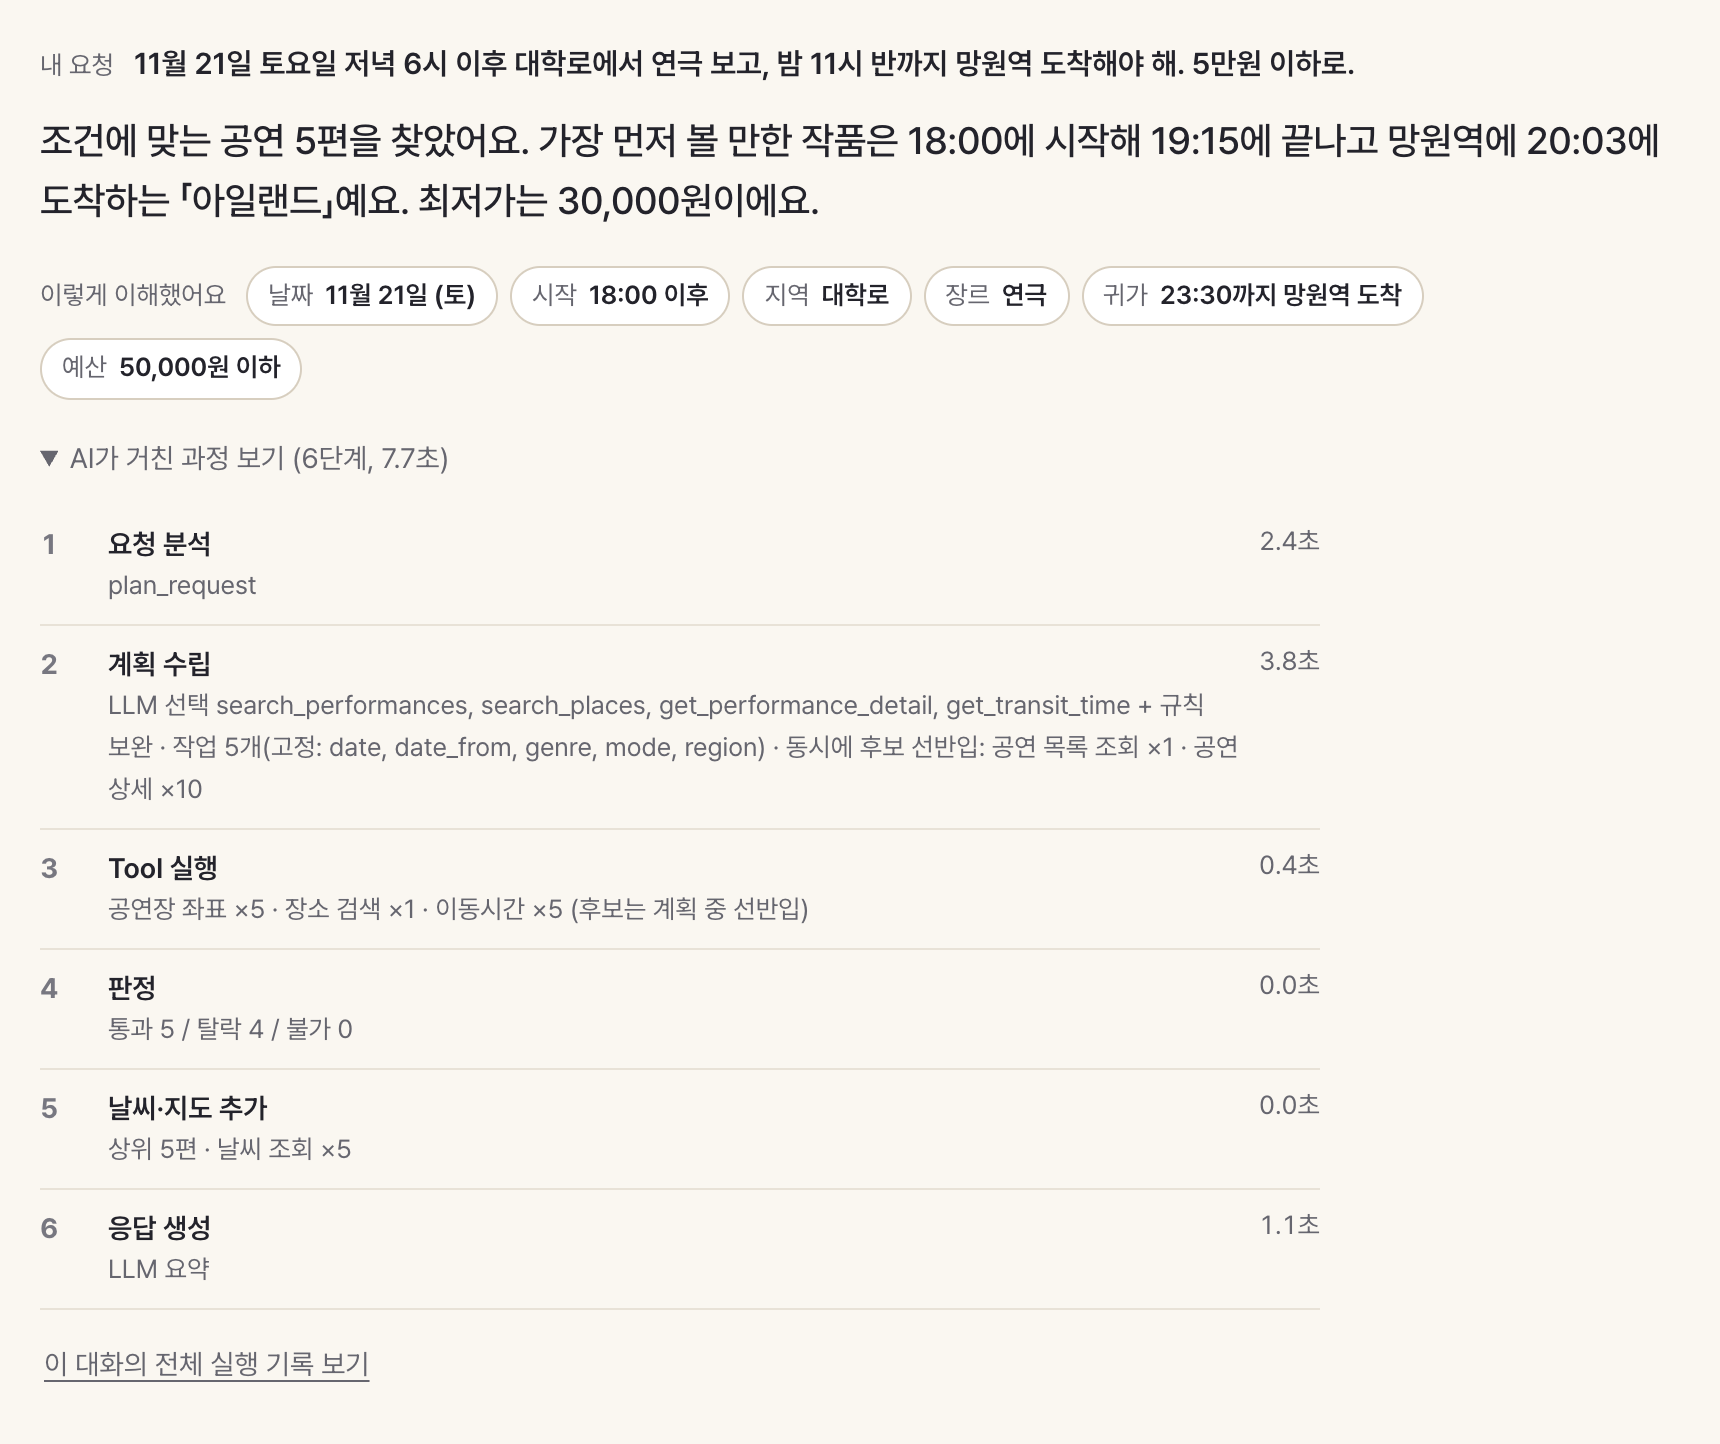 내 요청 11월 21일 토요일 저녁 6시 이후 대학로에서 연극 보고, 밤 11시 반까지 망원역 도착해야 해. 5만원 이하로.
조건에 맞는 공연 5편을 찾았어요. 가장 먼저 볼 만한 작품은 18:00에 시작해 19:15에 끝나고 망원역에 20:03에
도착하는 「아일랜드」예요. 최저가는 30,000원이에요.
이렇게 이해했어요 날짜 11월 21일 (토) 시작 18:00 이후 지역 대학로 장르 연극 귀가 23:30까지 망원역 도착
예산 50,000원 이하
▼ AI가 거친 과정 보기 (6단계, 7.7초)
1 요청 분석 2.4초
plan_request
2 계획 수립 3.8초
LLM 선택 search_performances, search_places, get_performance_detail, get_transit_time + 규칙
보완 · 작업 5개(고정: date, date_from, genre, mode, region) · 동시에 후보 선반입: 공연 목록 조회 ×1 · 공연
상세 ×10
3 Tool 실행 0.4초
공연장 좌표 ×5 · 장소 검색 ×1 · 이동시간 ×5 (후보는 계획 중 선반입)
4 판정 0.0초
통과 5 / 탈락 4 / 불가 0
5 날씨·지도 추가 0.0초
상위 5편 · 날씨 조회 ×5
6 응답 생성 1.1초
LLM 요약
이 대화의 전체 실행 기록 보기